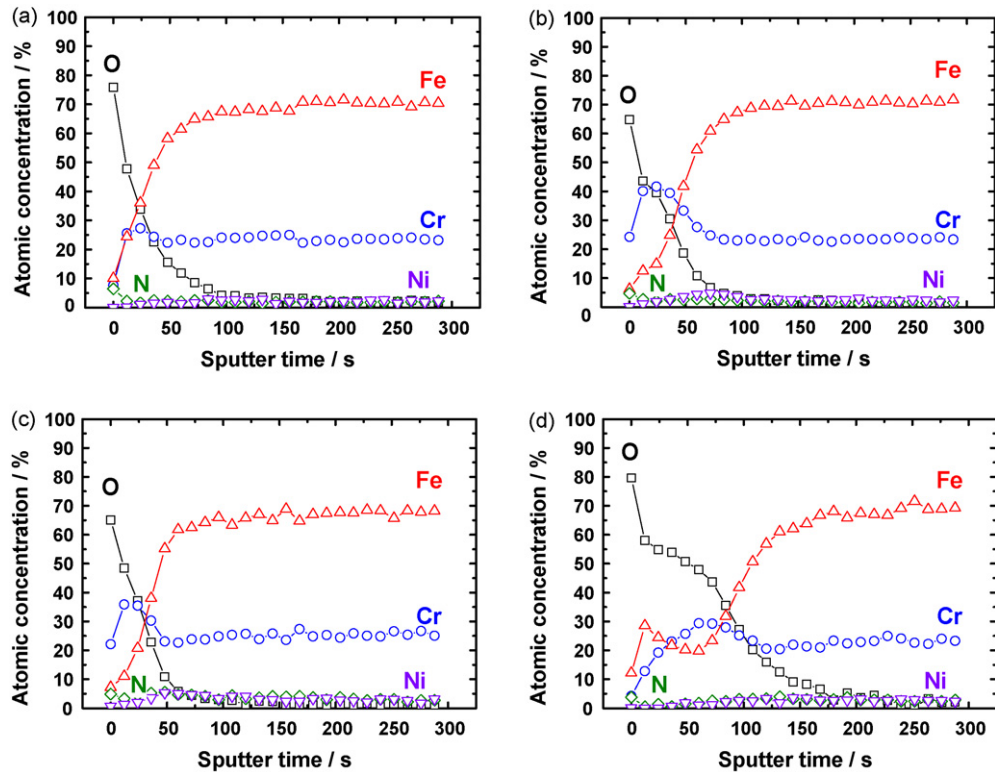 (a)
100
90
80
70
60
50
40
30
20
10
0
Atomic concentration / %
O
Fe
Cr
N
Ni
0 50 100 150 200 250 300
Sputter time / s
(b)
100
90
80
70
60
50
40
30
20
10
0
Atomic concentration / %
O
Fe
Cr
N
Ni
0 50 100 150 200 250 300
Sputter time / s
(c)
100
90
80
70
60
50
40
30
20
10
0
Atomic concentration / %
O
Fe
Cr
N
Ni
0 50 100 150 200 250 300
Sputter time / s
(d)
100
90
80
70
60
50
40
30
20
10
0
Atomic concentration / %
O
Fe
Cr
N
Ni
0 50 100 150 200 250 300
Sputter time / s